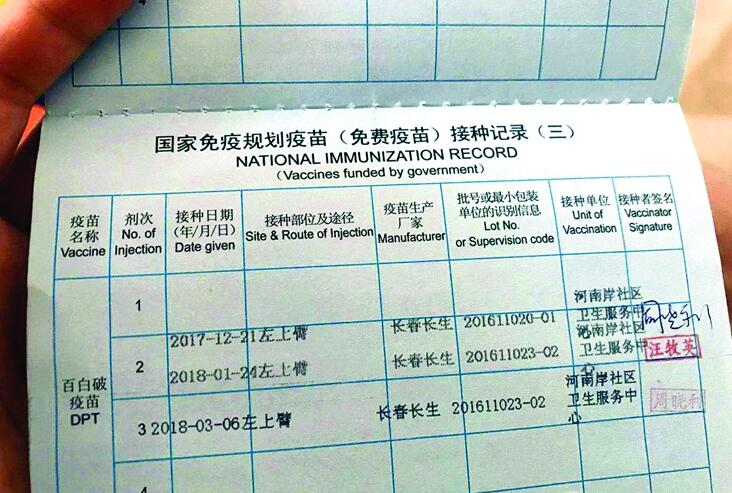 国家免疫规划疫苗（免费疫苗）接种记录（三）
NATIONAL IMMUNIZATION RECORD
(Vaccines funded by government)
疫苗
名称
Vaccine
剂次
No. of
Injection
接种日期
(年/月/日)
Date given
接种部位及途径
Site & Route of Injection
疫苗生产
厂家
Manufacturer
批号或最小包装
单位的识别信息
Lot No.
or Supervision code
接种单位
Unit of
Vaccination
接种者签名
Vaccinator
Signature
百白破
疫苗
DPT
1
2017-12-21左上臂
长春长生
201611020-01
河南岸社区
卫生服务中
心
2
2018-01-24左上臂
长春长生
201611023-02
河南岸社区
卫生服务中
心
汪牧英
3
2018-03-06左上臂
长春长生
201611023-02
河南岸社区
卫生服务中
心
周晓利
4